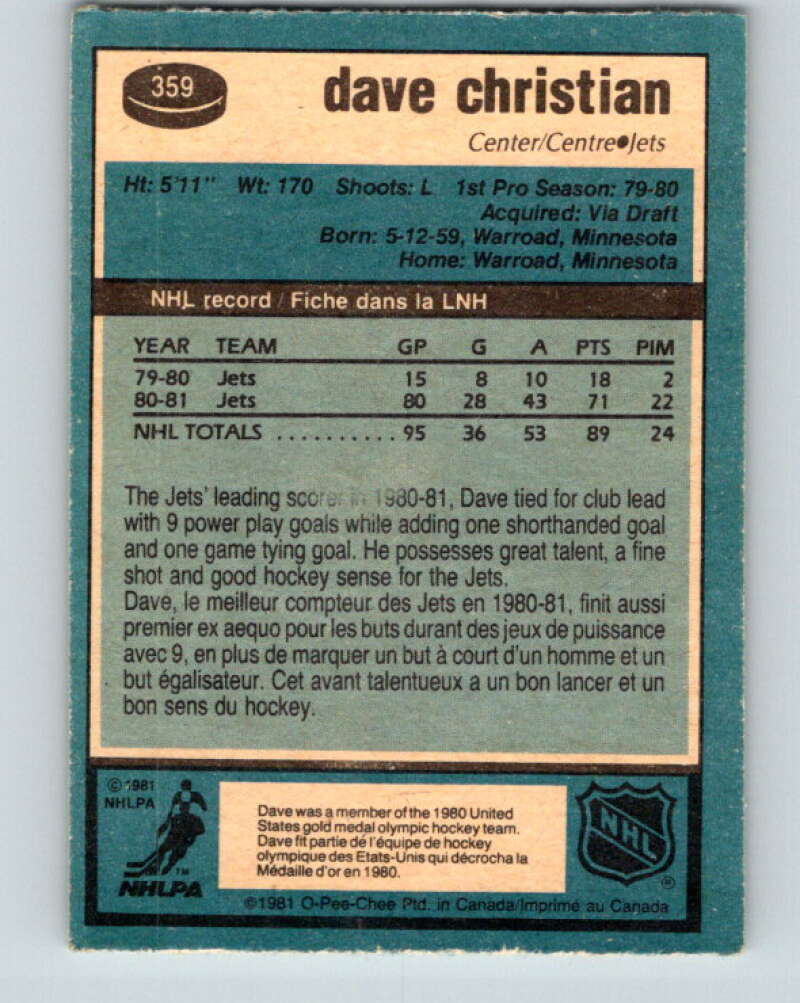 359
dave christian
Center/Centre●Jets
Ht: 5'11" Wt: 170 Shoots: L 1st Pro Season: 79-80
Acquired: Via Draft
Born: 5-12-59, Warroad, Minnesota
Home: Warroad, Minnesota
NHL record / Fiche dans la LNH
YEAR TEAM GP G A PTS PIM
79-80 Jets 15 8 10 18 2
80-81 Jets 80 28 43 71 22
NHL TOTALS .......... 95 36 53 89 24
The Jets' leading scorer in 1980-81, Dave tied for club lead
with 9 power play goals while adding one shorthanded goal
and one game tying goal. He possesses great talent, a fine
shot and good hockey sense for the Jets.
Dave, le meilleur compteur des Jets en 1980-81, finit aussi
premier ex aequo pour les buts durant des jeux de puissance
avec 9, en plus de marquer un but à court d'un homme et un
but égalisateur. Cet avant talentueux a un bon lancer et un
bon sens du hockey.
© 1981
NHLPA
TM
NHLPA
Dave was a member of the 1980 United
States gold medal olympic hockey team.
Dave fit partie dé l'équipe de hockey
olympique des Etats-Unis qui décrocha la
Médaille d'or en 1980.
NHL
®
©1981 O-Pee-Chee Ptd. in Canada/Imprimé au Canada